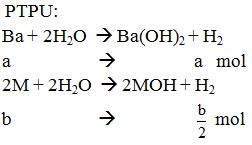 PTPU:
Ba + 2H₂O → Ba(OH)₂ + H₂
a → a mol
2M + 2H₂O → 2MOH + H₂
b → b/2 mol